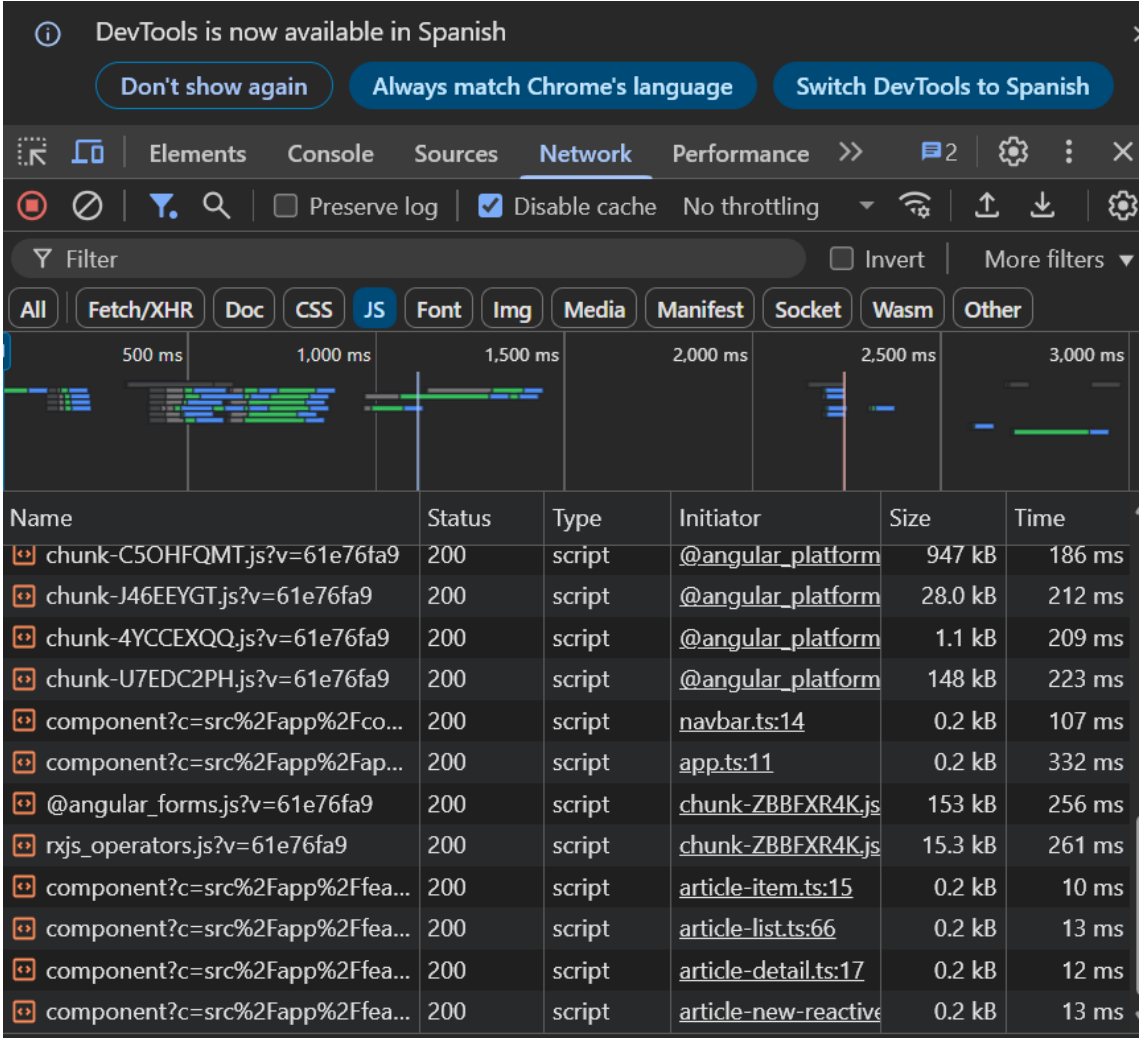 DevTools is now available in Spanish
Don't show again Always match Chrome's language Switch DevTools to Spanish
Elements Console Sources Network Performance 2
Preserve log Disable cache No throttling
Filter Invert More filters
All Fetch/XHR Doc CSS JS Font Img Media Manifest Socket Wasm Other
500 ms 1,000 ms 1,500 ms 2,000 ms 2,500 ms 3,000 ms
Name Status Type Initiator Size Time
chunk-C5OHFQMT.js?v=61e76fa9 200 script @angular_platform 947 kB 186 ms
chunk-J46EEYGT.js?v=61e76fa9 200 script @angular_platform 28.0 kB 212 ms
chunk-4YCCEXQQ.js?v=61e76fa9 200 script @angular_platform 1.1 kB 209 ms
chunk-U7EDC2PH.js?v=61e76fa9 200 script @angular_platform 148 kB 223 ms
component?c=src%2Fapp%2Fco... 200 script navbar.ts:14 0.2 kB 107 ms
component?c=src%2Fapp%2Fap... 200 script app.ts:11 0.2 kB 332 ms
@angular_forms.js?v=61e76fa9 200 script chunk-ZBBFXR4K.js 153 kB 256 ms
rxjs_operators.js?v=61e76fa9 200 script chunk-ZBBFXR4K.js 15.3 kB 261 ms
component?c=src%2Fapp%2Ffea... 200 script article-item.ts:15 0.2 kB 10 ms
component?c=src%2Fapp%2Ffea... 200 script article-list.ts:66 0.2 kB 13 ms
component?c=src%2Fapp%2Ffea... 200 script article-detail.ts:17 0.2 kB 12 ms
component?c=src%2Fapp%2Ffea... 200 script article-new-reactive 0.2 kB 13 ms